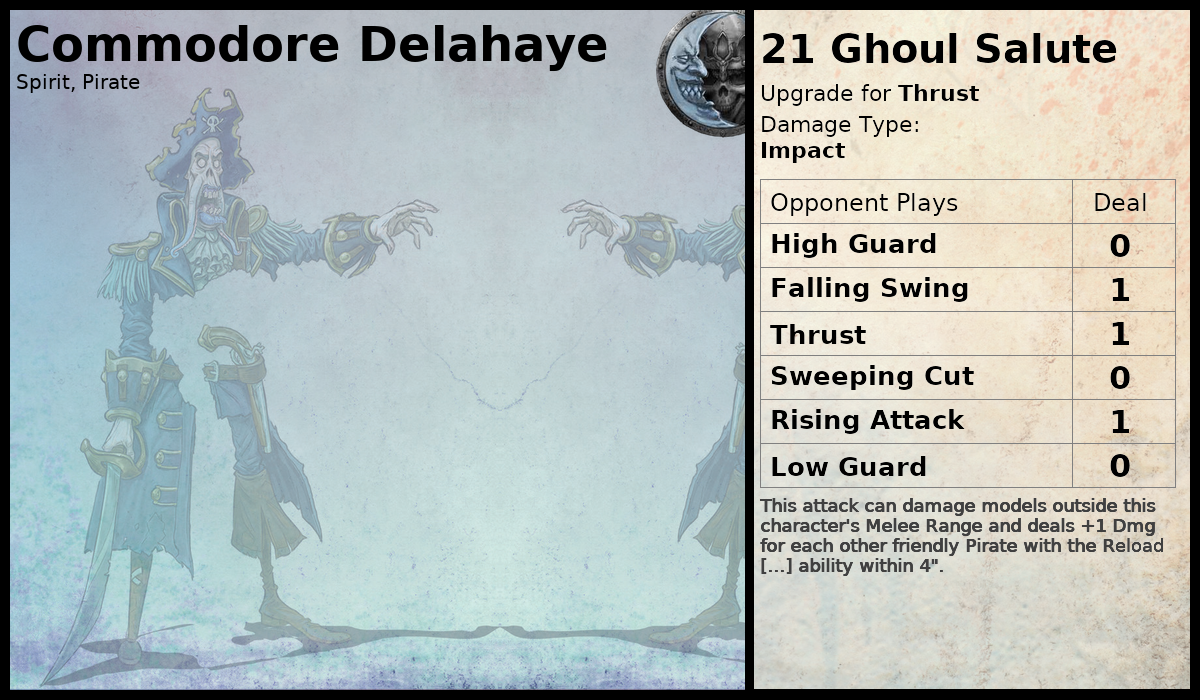 Commodore Delahaye
Spirit, Pirate
21 Ghoul Salute
Upgrade for Thrust
Damage Type:
Impact
Opponent Plays Deal
High Guard 0
Falling Swing 1
Thrust 1
Sweeping Cut 0
Rising Attack 1
Low Guard 0
This attack can damage models outside this
character's Melee Range and deals +1 Dmg
for each other friendly Pirate with the Reload
[...] ability within 4".